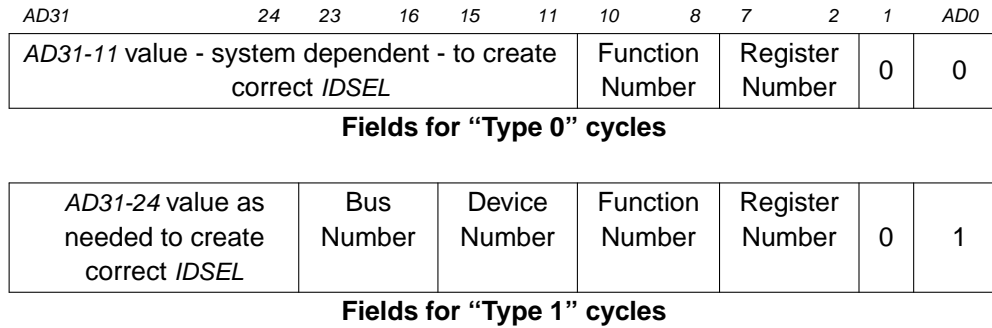 AD31 24 23 16 15 11 10 8 7 2 1 AD0
AD31-11 value - system dependent - to create correct IDSEL
Function Number
Register Number
0
0
Fields for “Type 0” cycles
AD31-24 value as needed to create correct IDSEL
Bus Number
Device Number
Function Number
Register Number
0
1
Fields for “Type 1” cycles